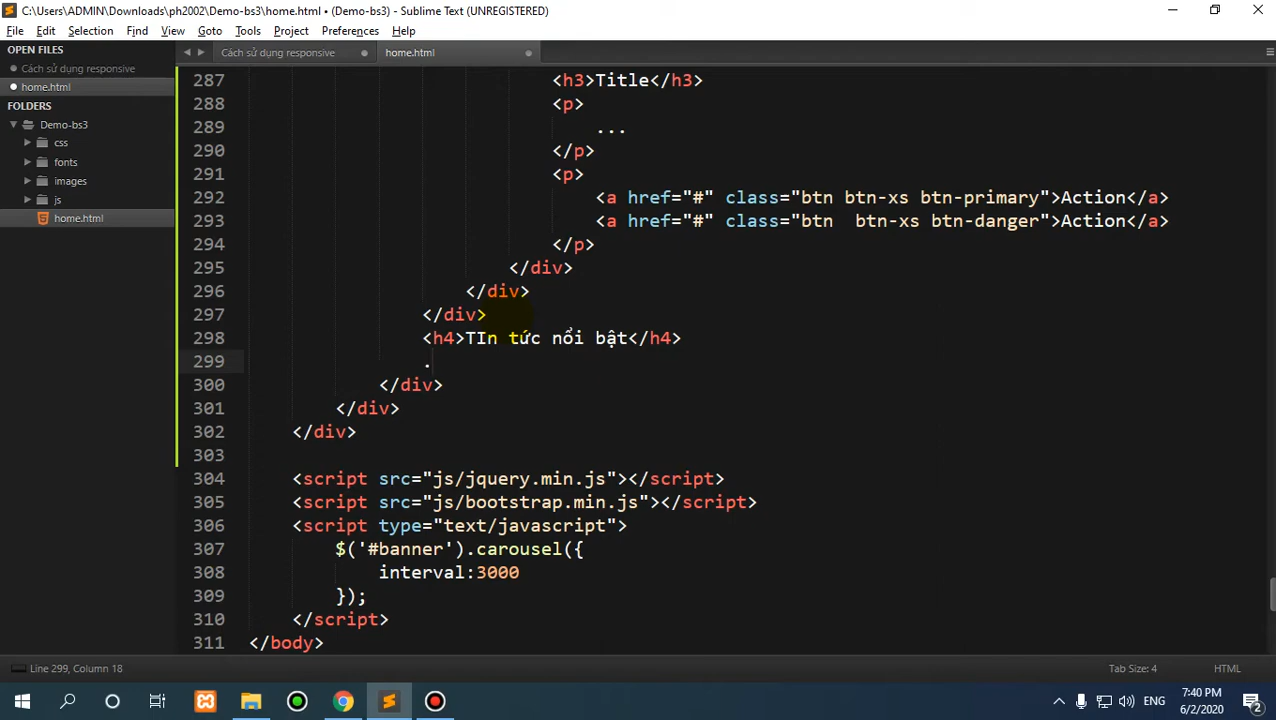 C:\Users\ADMIN\Downloads\ph2002\Demo-bs3\home.html • (Demo-bs3) - Sublime Text (UNREGISTERED)
File Edit Selection Find View Goto Tools Project Preferences Help
OPEN FILES
Cách sử dụng responsive
home.html
FOLDERS
Demo-bs3
css
fonts
images
js
home.html
Cách sử dụng responsive
home.html
287 <h3>Title</h3>
288 <p>
289 ...
290 </p>
291 <p>
292 <a href="#" class="btn btn-xs btn-primary">Action</a>
293 <a href="#" class="btn  btn-xs btn-danger">Action</a>
294 </p>
295 </div>
296 </div>
297 </div>
298 <h4>TIn tức nổi bật</h4>
299 .
300 </div>
301 </div>
302 </div>
303
304 <script src="js/jquery.min.js"></script>
305 <script src="js/bootstrap.min.js"></script>
306 <script type="text/javascript">
307 $('#banner').carousel({
308 interval:3000
309 });
310 </script>
311 </body>
Line 299, Column 18
Tab Size: 4
HTML
ENG
7:40 PM
6/2/2020
2